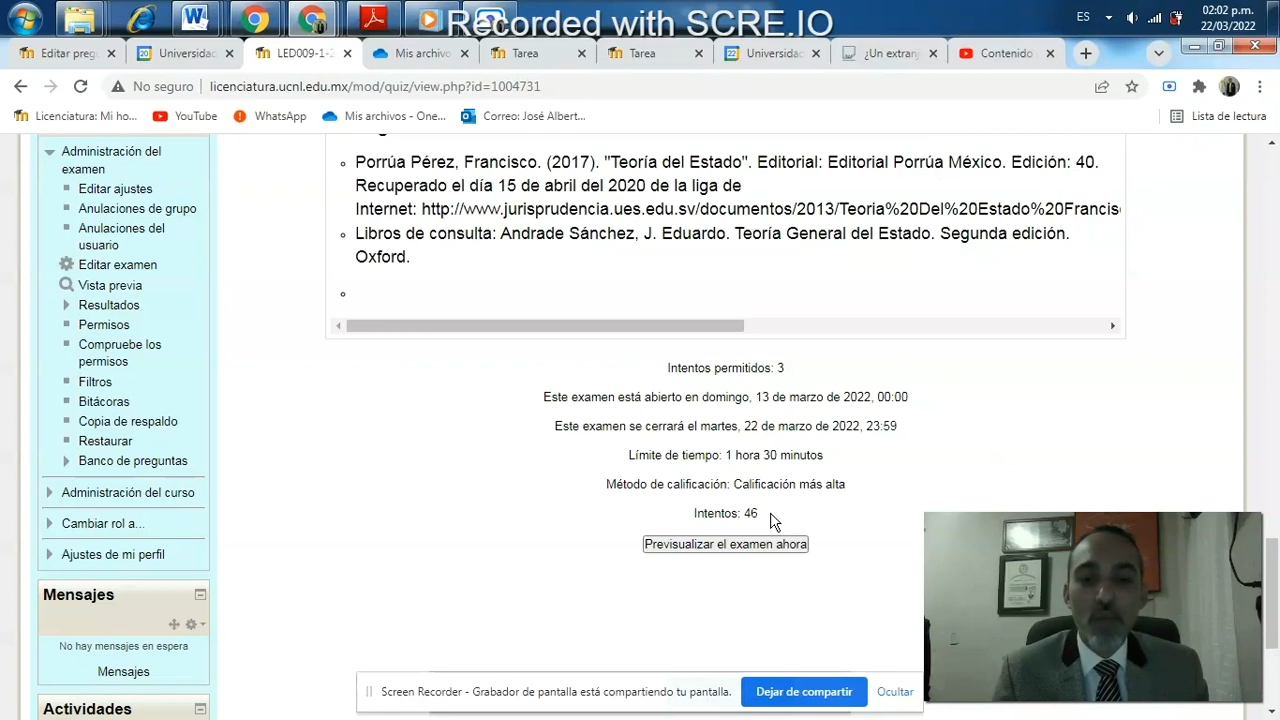 Recorded with SCRE.IO
ES
02:02 p.m.
22/03/2022
Editar preg
Universidad
LED009-1-2
Mis archivo
Tarea
Tarea
Universida
¿Un extran
Contenido
No seguro
licenciatura.ucnl.edu.mx/mod/quiz/view.php?id=1004731
Licenciatura: Mi ho...
YouTube
WhatsApp
Mis archivos - One...
Correo: José Albert...
Lista de lectura
Administración del
examen
Editar ajustes
Anulaciones de grupo
Anulaciones del
usuario
Editar examen
Vista previa
Resultados
Permisos
Compruebe los
permisos
Filtros
Bitácoras
Copia de respaldo
Restaurar
Banco de preguntas
Administración del curso
Cambiar rol a...
Ajustes de mi perfil
Mensajes
No hay mensajes en espera
Mensajes
Actividades
Porrúa Pérez, Francisco. (2017). "Teoría del Estado". Editorial: Editorial Porrúa México. Edición: 40.
Recuperado el día 15 de abril del 2020 de la liga de
Internet: http://www.jurisprudencia.ues.edu.sv/documentos/2013/Teoria%20Del%20Estado%20Francis
Libros de consulta: Andrade Sánchez, J. Eduardo. Teoría General del Estado. Segunda edición.
Oxford.
Intentos permitidos: 3
Este examen está abierto en domingo, 13 de marzo de 2022, 00:00
Este examen se cerrará el martes, 22 de marzo de 2022, 23:59
Límite de tiempo: 1 hora 30 minutos
Método de calificación: Calificación más alta
Intentos: 46
Previsualizar el examen ahora
Screen Recorder - Grabador de pantalla está compartiendo tu pantalla.
Dejar de compartir
Ocultar